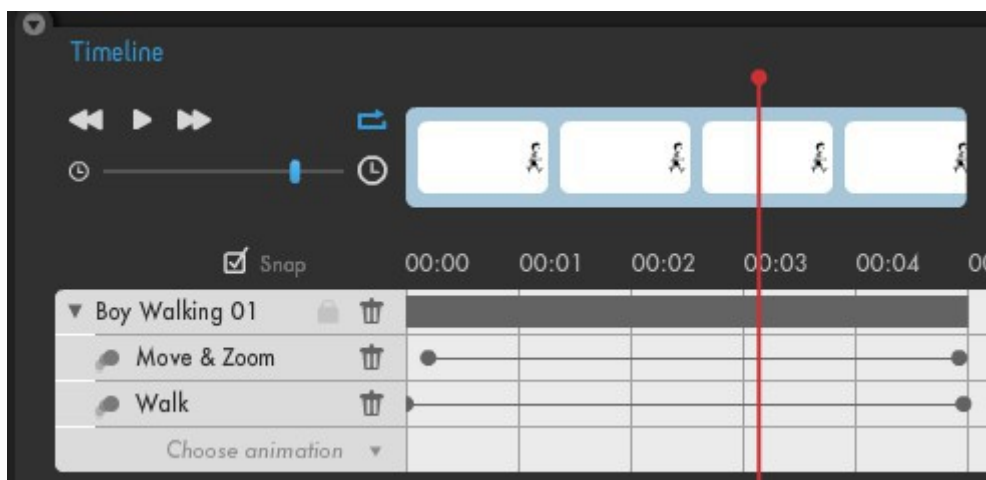 Timeline
Snap 00:00 00:01 00:02 00:03 00:04 0
Boy Walking 01
Move & Zoom
Walk
Choose animation